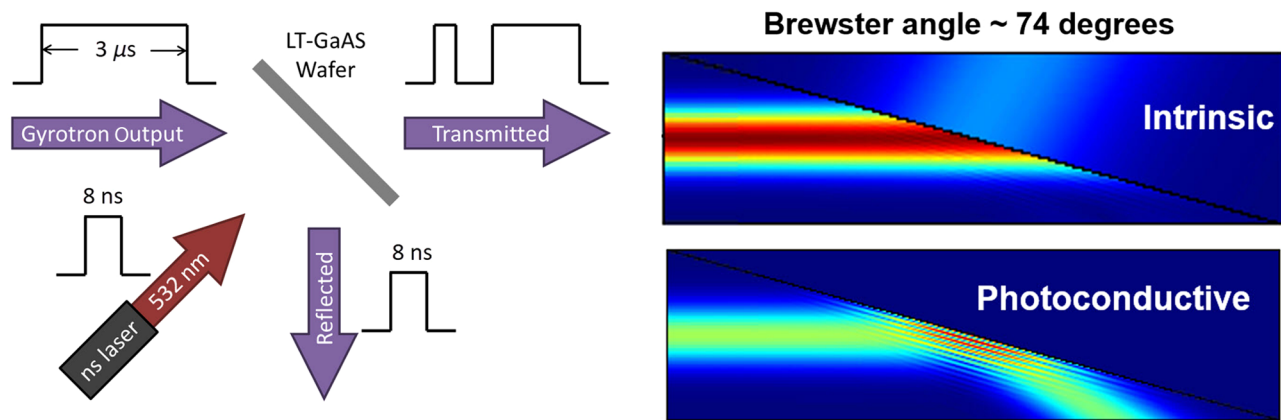 3 μs
LT-GaAS
Wafer
Gyrotron Output
Transmitted
8 ns
532 nm
ns laser
Reflected
8 ns
Brewster angle ~ 74 degrees
Intrinsic
Photoconductive